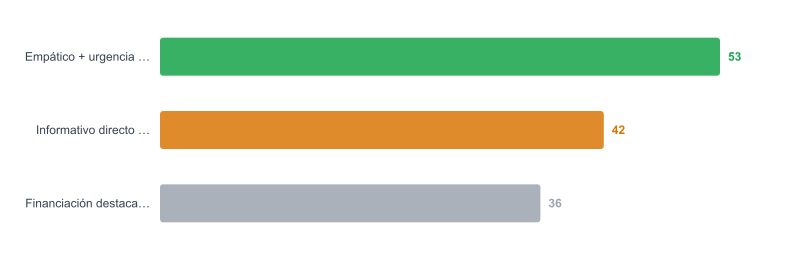 Empático + urgencia …
53
Informativo directo …
42
Financiación destaca…
36